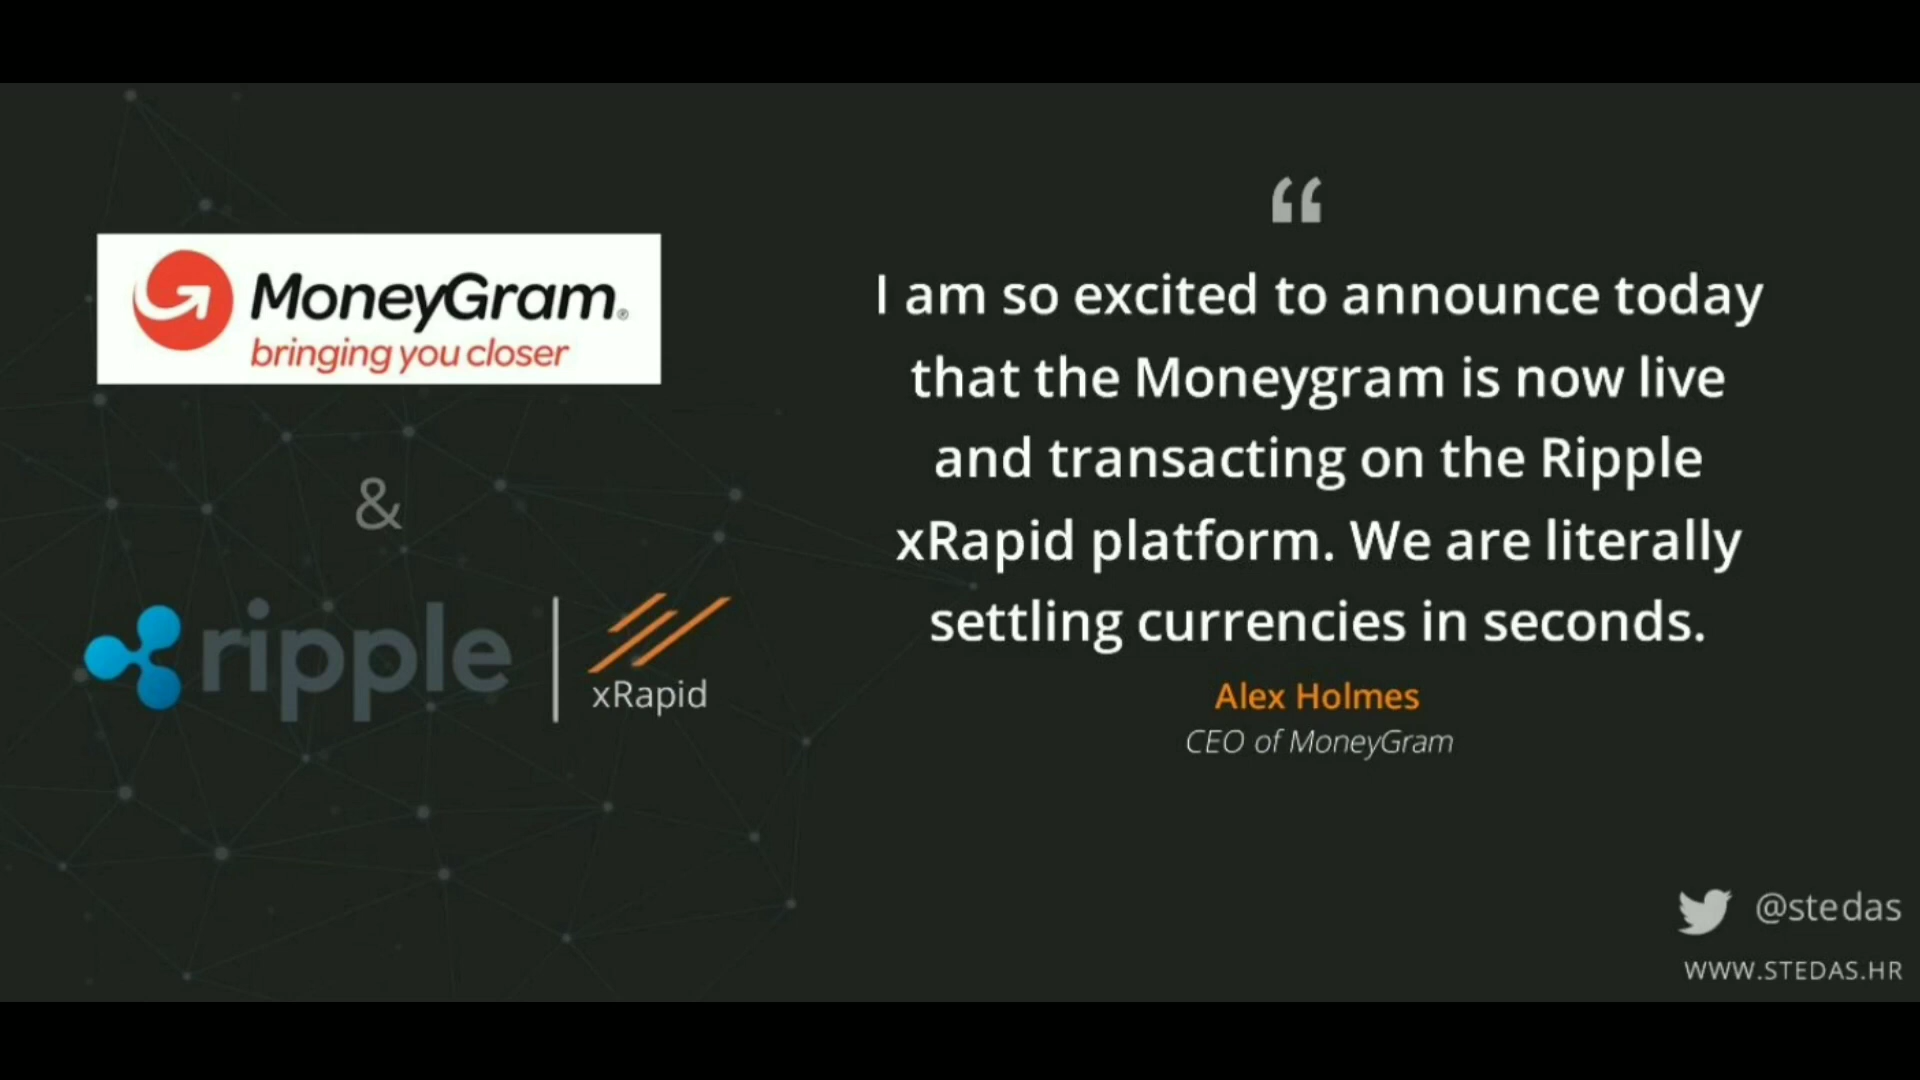 MoneyGram®
bringing you closer
&
ripple
xRapid
“
I am so excited to announce today
that the Moneygram is now live
and transacting on the Ripple
xRapid platform. We are literally
settling currencies in seconds.
Alex Holmes
CEO of MoneyGram
@stedas
WWW.STEDAS.HR